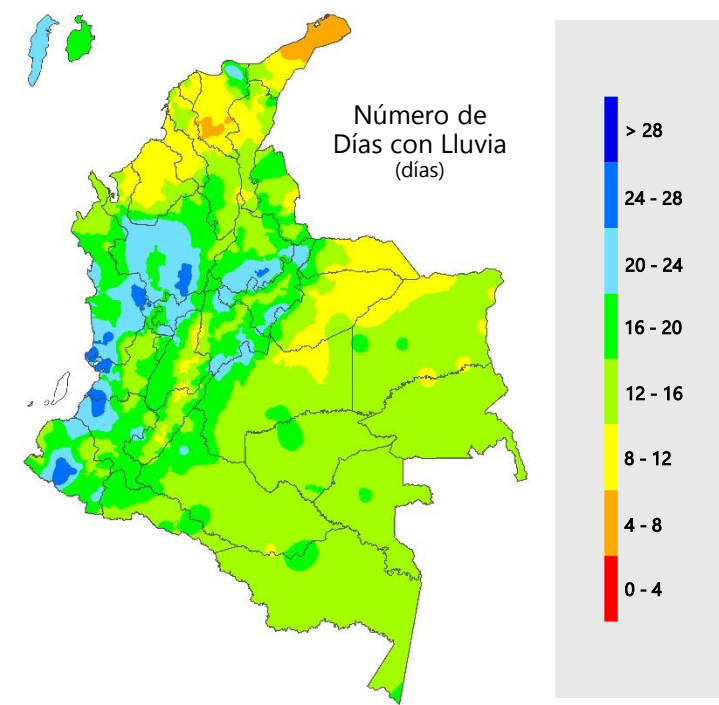 Número de
Días con Lluvia
(días)
> 28
24 - 28
20 - 24
16 - 20
12 - 16
8 - 12
4 - 8
0 - 4